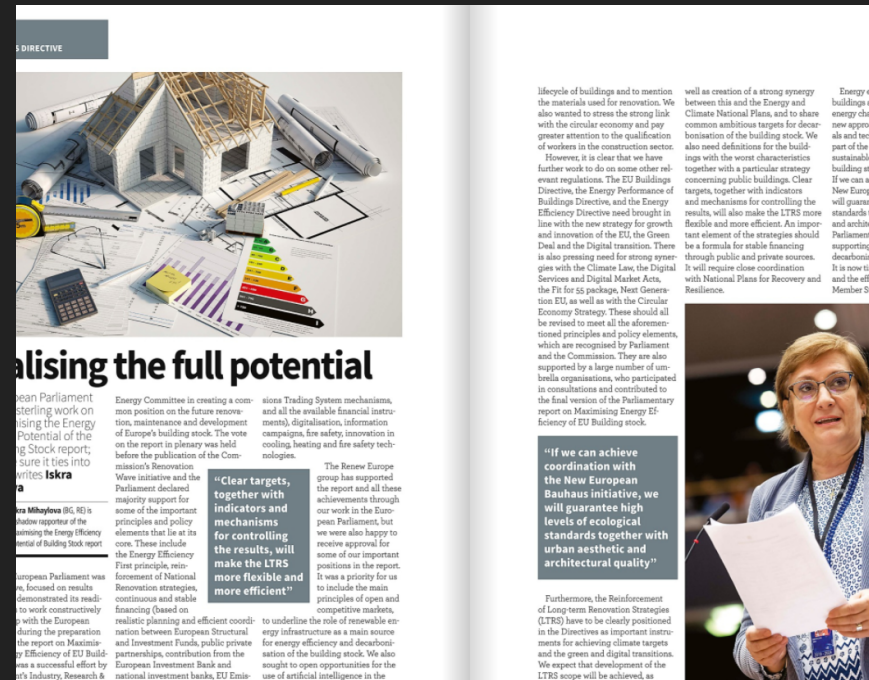 DIRECTIVE
alising the full potential
pean Parliament
sterling work on
nising the Energy
Potential of the
ng Stock report;
sure it ties into
writes Iskra
va
kra Mihaylova (BG, RE) is
shadow rapporteur of the
aximising the Energy Efficiency
otential of Building Stock report
European Parliament was
ve, focused on results
demonstrated its readi-
to work constructively
p with the European
during the preparation
the report on Maximis-
gy Efficiency of EU Build-
was a successful effort by
nt's Industry, Research &
Energy Committee in creating a com-
mon position on the future renova-
tion, maintenance and development
of Europe's building stock. The vote
on the report in plenary was held
before the publication of the Com-
mission's Renovation
Wave initiative and the
Parliament declared
majority support for
some of the important
principles and policy
elements that lie at its
core. These include
the Energy Efficiency
First principle, rein-
forcement of National
Renovation strategies,
continuous and stable
financing (based on
realistic planning and efficient coordi-
nation between European Structural
and Investment Funds, public private
partnerships, contribution from the
European Investment Bank and
national investment banks, EU Emis-
"Clear targets,
together with
indicators and
mechanisms
for controlling
the results, will
make the LTRS
more flexible and
more efficient"
sions Trading System mechanisms,
and all the available financial instru-
ments), digitalisation, information
campaigns, fire safety, innovation in
cooling, heating and fire safety tech-
nologies.
The Renew Europe
group has supported
the report and all these
achievements through
our work in the Euro-
pean Parliament, but
we were also happy to
receive approval for
some of our important
positions in the report.
It was a priority for us
to include the main
principles of open and
competitive markets,
to underline the role of renewable en-
ergy infrastructure as a main source
for energy efficiency and decarboni-
sation of the building stock. We also
sought to open opportunities for the
use of artificial intelligence in the
lifecycle of buildings and to mention
the materials used for renovation. We
also wanted to stress the strong link
with the circular economy and pay
greater attention to the qualification
of workers in the construction sector.
However, it is clear that we have
further work to do on some other rel-
evant regulations. The EU Buildings
Directive, the Energy Performance of
Buildings Directive, and the Energy
Efficiency Directive need brought in
line with the new strategy for growth
and innovation of the EU, the Green
Deal and the Digital transition. There
is also pressing need for strong syner-
gies with the Climate Law, the Digital
Services and Digital Market Acts,
the Fit for 55 package, Next Genera-
tion EU, as well as with the Circular
Economy Strategy. These should all
be revised to meet all the aforemen-
tioned principles and policy elements,
which are recognised by Parliament
and the Commission. They are also
supported by a large number of um-
brella organisations, who participated
in consultations and contributed to
the final version of the Parliamentary
report on Maximising Energy Ef-
ficiency of EU Building stock.
"If we can achieve
coordination with
the New European
Bauhaus initiative, we
will guarantee high
levels of ecological
standards together with
urban aesthetic and
architectural quality"
Furthermore, the Reinforcement
of Long-term Renovation Strategies
(LTRS) have to be clearly positioned
in the Directives as important instru-
ments for achieving climate targets
and the green and digital transitions.
We expect that development of the
LTRS scope will be achieved, as
well as creation of a strong synergy
between this and the Energy and
Climate National Plans, and to share
common ambitious targets for decar-
bonisation of the building stock. We
also need definitions for the build-
ings with the worst characteristics
together with a particular strategy
concerning public buildings. Clear
targets, together with indicators
and mechanisms for controlling the
results, will also make the LTRS more
flexible and more efficient. An impor-
tant element of the strategies should
be a formula for stable financing
through public and private sources.
It will require close coordination
with National Plans for Recovery and
Resilience.
Energy e
buildings a
energy cha
new appro
als and tec
part of the
sustainable
building st
If we can a
New Europ
will guaran
standards
and archite
Parliament
supporting
decarbonis
It is now ti
and the eff
Member S